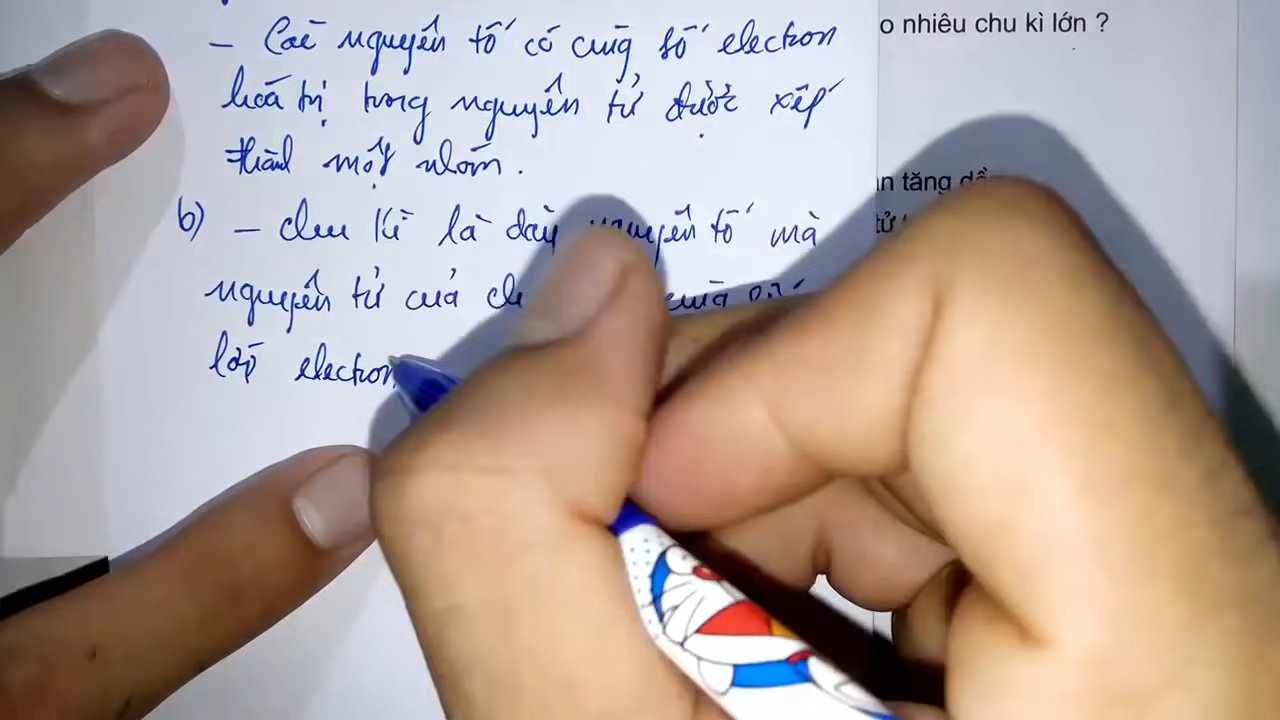 - Các nguyên tố có cùng số electron
hoá trị trong nguyên tử được xếp
thành một nhóm.
b) - Chu kì là dãy nguyên tố mà
nguyên tử của
lớp electron
o nhiêu chu kì lớn ?
n tăng dầ
tử